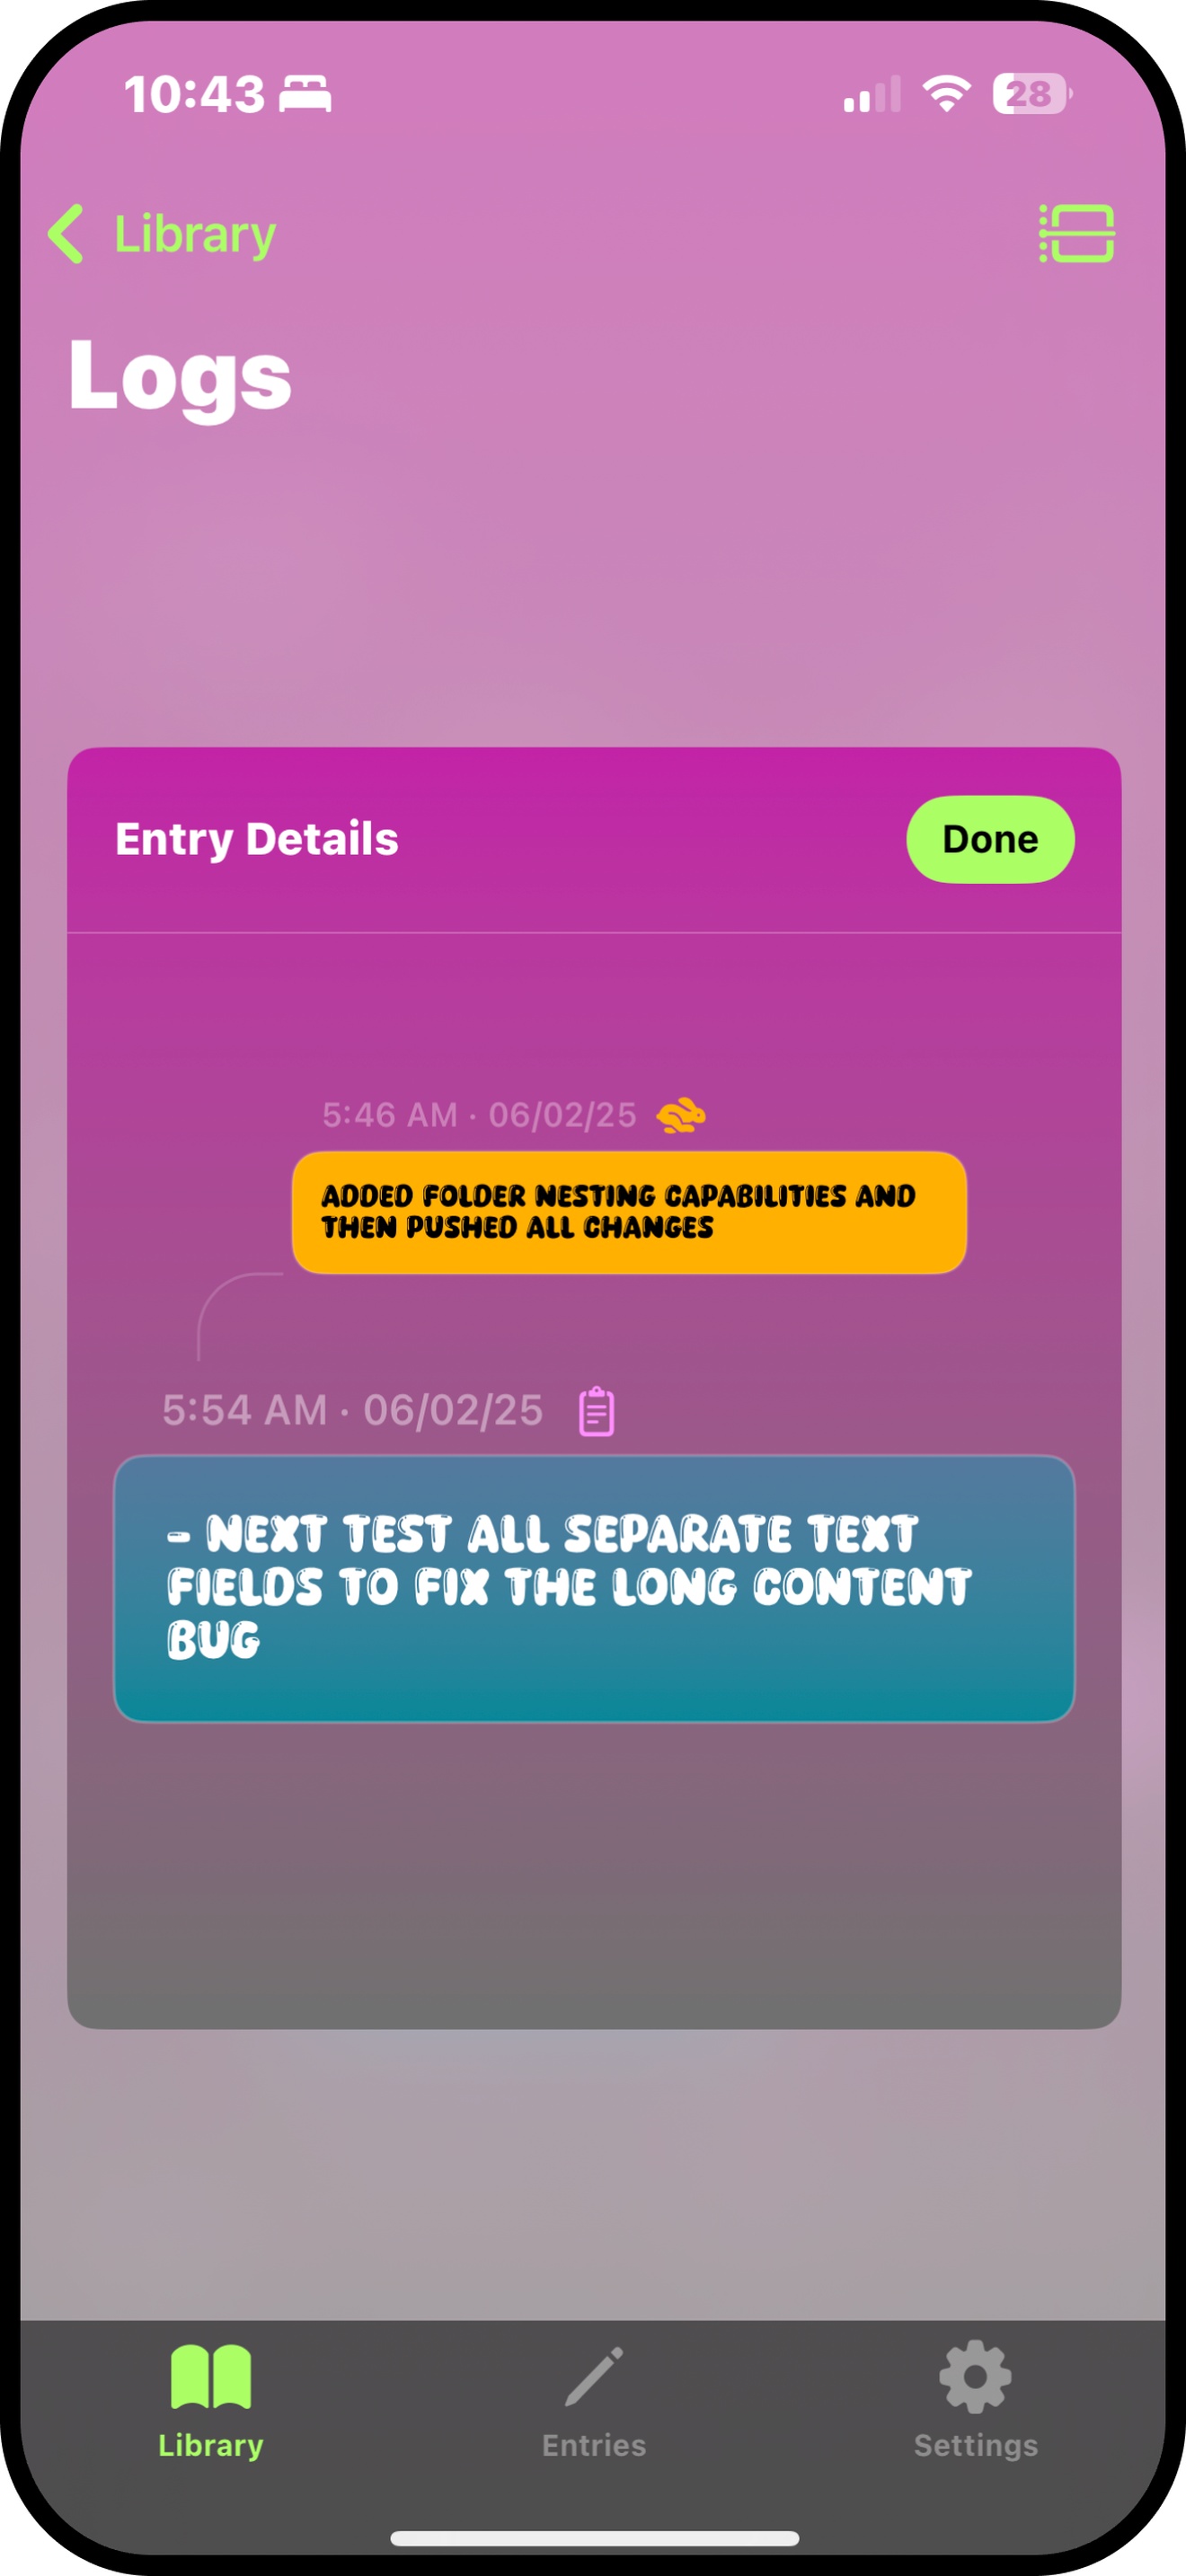 10:43
28
Library
Logs
Entry Details
Done
5:46 AM · 06/02/25
ADDED FOLDER NESTING CAPABILITIES AND
THEN PUSHED ALL CHANGES
5:54 AM · 06/02/25
- NEXT TEST ALL SEPARATE TEXT
FIELDS TO FIX THE LONG CONTENT
BUG
Library
Entries
Settings